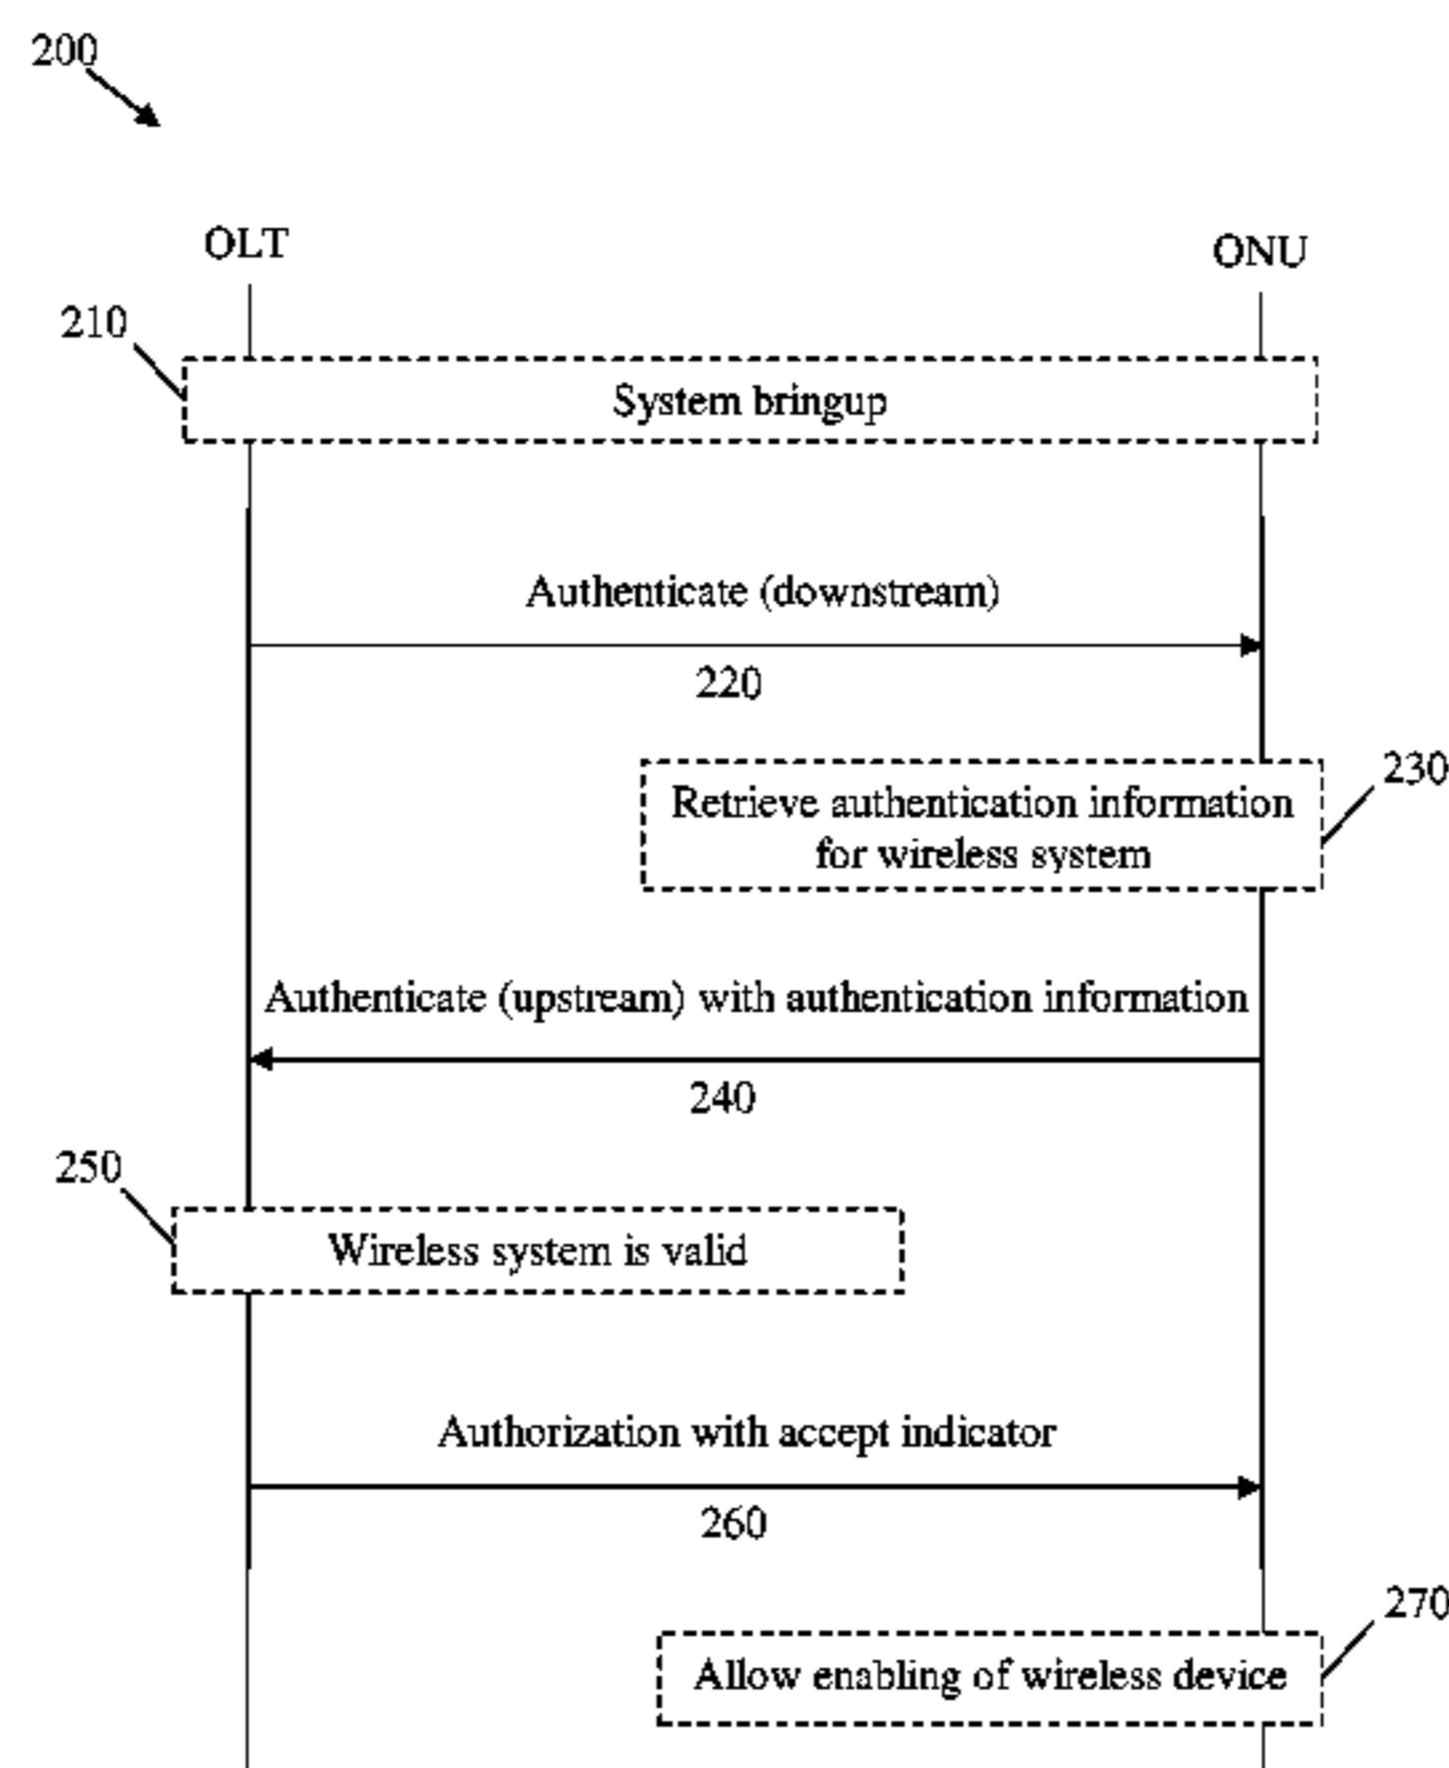 200
OLT
ONU
210
System bringup
Authenticate (downstream)
220
230
Retrieve authentication information
for wireless system
Authenticate (upstream) with authentication information
240
250
Wireless system is valid
Authorization with accept indicator
260
270
Allow enabling of wireless device